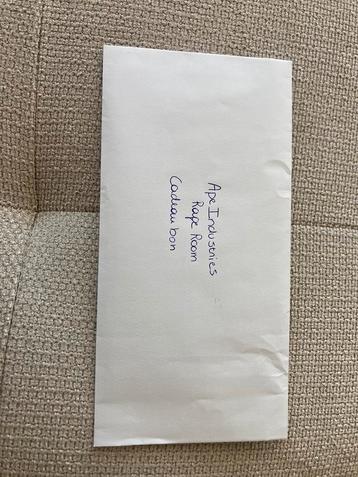 Ape Industries
Rage Room
Cadeau bon